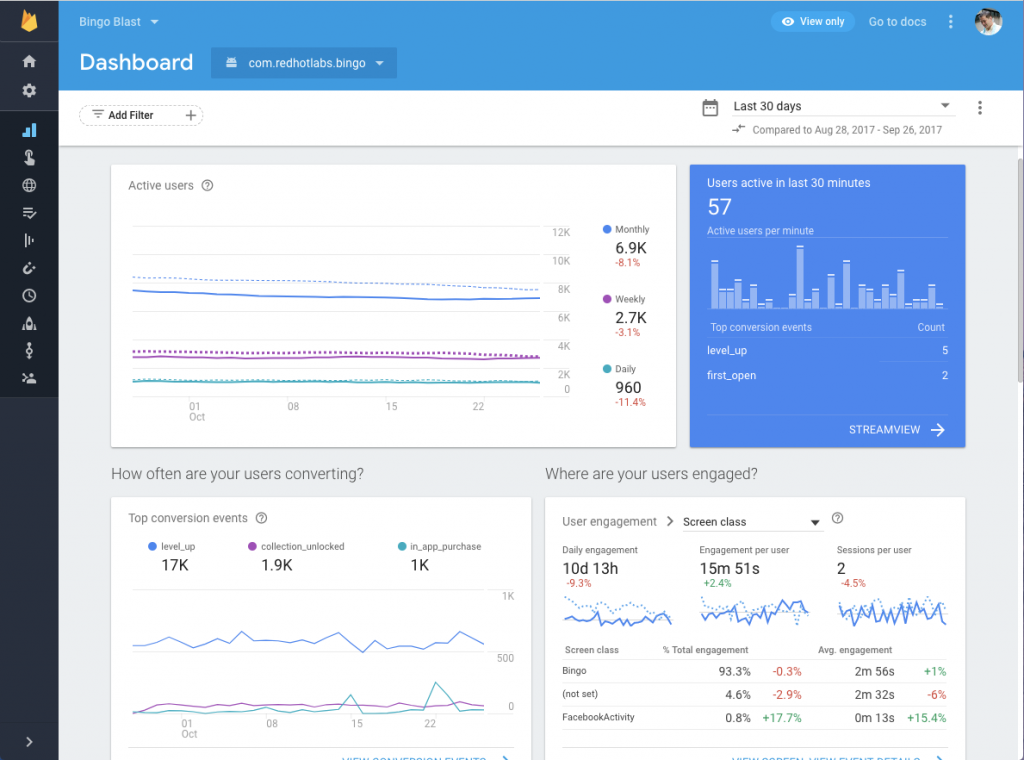 Bingo Blast
View only
Go to docs
Dashboard
com.redhotlabs.bingo
Add Filter
Last 30 days
Compared to Aug 28, 2017 - Sep 26, 2017
Active users
12K
10K
8K
6K
4K
2K
0
01
Oct
08
15
22
Monthly
6.9K
-8.1%
Weekly
2.7K
-3.1%
Daily
960
-11.4%
Users active in last 30 minutes
57
Active users per minute
Top conversion events Count
level_up 5
first_open 2
STREAMVIEW
How often are your users converting?
Top conversion events
level_up collection_unlocked in_app_purchase
17K 1.9K 1K
1K
500
0
01 08 15 22
Oct
VIEW CONVERSION EVENTS
Where are your users engaged?
User engagement Screen class
Daily engagement Engagement per user Sessions per user
10d 13h 15m 51s 2
-9.3% +2.4% -4.5%
Screen class % Total engagement Avg. engagement
Bingo 93.3% -0.3% 2m 56s +1%
(not set) 4.6% -2.9% 2m 32s -6%
FacebookActivity 0.8% +17.7% 0m 13s +15.4%
VIEW SCREEN_VIEW EVENT DETAILS